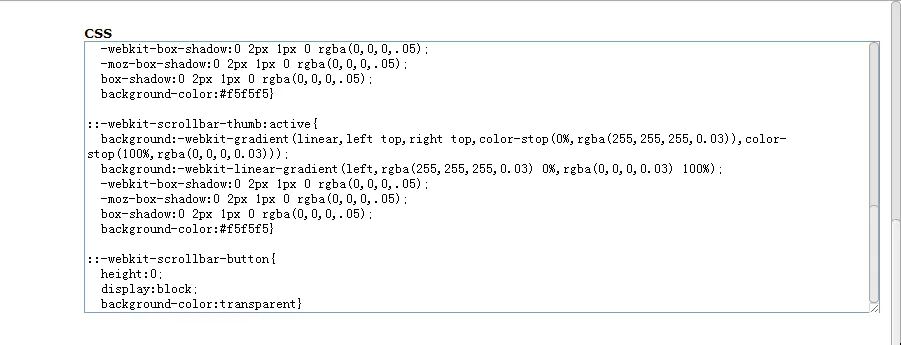 CSS
-webkit-box-shadow:0 2px 1px 0 rgba(0,0,0,.05);
-moz-box-shadow:0 2px 1px 0 rgba(0,0,0,.05);
box-shadow:0 2px 1px 0 rgba(0,0,0,.05);
background-color:#f5f5f5}
::-webkit-scrollbar-thumb:active{
background:-webkit-gradient(linear,left top,right top,color-stop(0%,rgba(255,255,255,0.03)),color-
stop(100%,rgba(0,0,0,0.03)));
background:-webkit-linear-gradient(left,rgba(255,255,255,0.03) 0%,rgba(0,0,0,0.03) 100%);
-webkit-box-shadow:0 2px 1px 0 rgba(0,0,0,.05);
-moz-box-shadow:0 2px 1px 0 rgba(0,0,0,.05);
box-shadow:0 2px 1px 0 rgba(0,0,0,.05);
background-color:#f5f5f5}
::-webkit-scrollbar-button{
height:0;
display:block;
background-color:transparent}